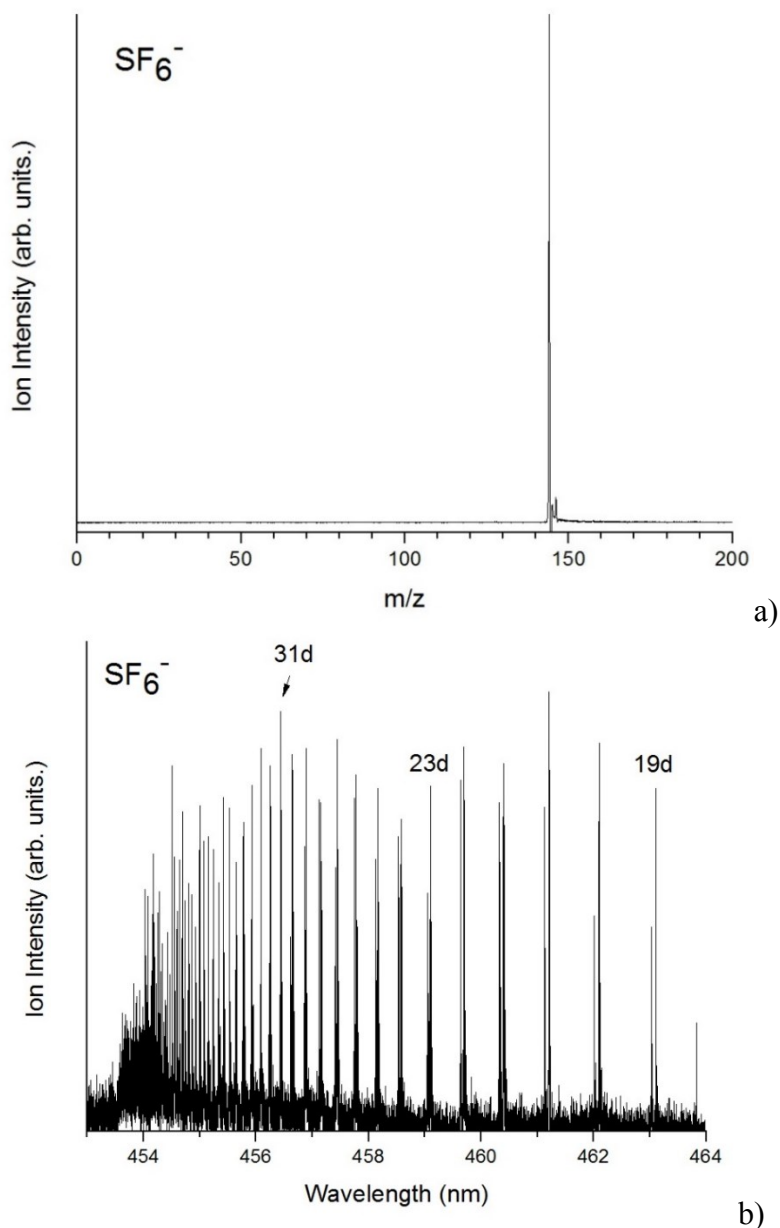 SF6-
Ion Intensity (arb. units.)
0 50 100 150 200
m/z
a)
SF6-
31d
23d
19d
Ion Intensity (arb. units.)
454 456 458 460 462 464
Wavelength (nm)
b)